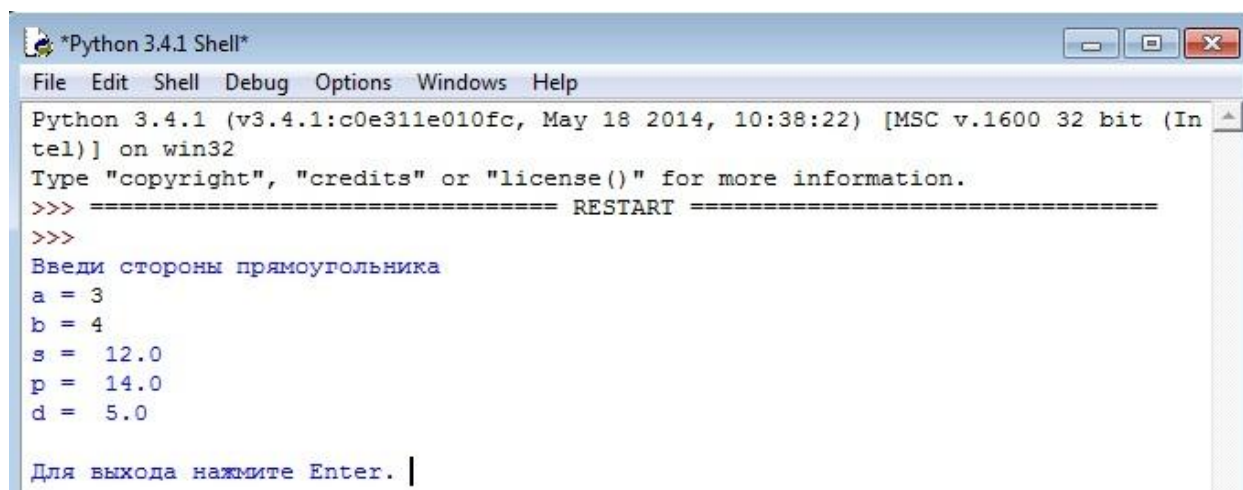 *Python 3.4.1 Shell*
File Edit Shell Debug Options Windows Help
Python 3.4.1 (v3.4.1:c0e311e010fc, May 18 2014, 10:38:22) [MSC v.1600 32 bit (In
tel)] on win32
Type "copyright", "credits" or "license()" for more information.
>>> ================================ RESTART ================================
>>>
Введи стороны прямоугольника
a = 3
b = 4
s =  12.0
p =  14.0
d =  5.0
Для выхода нажмите Enter.